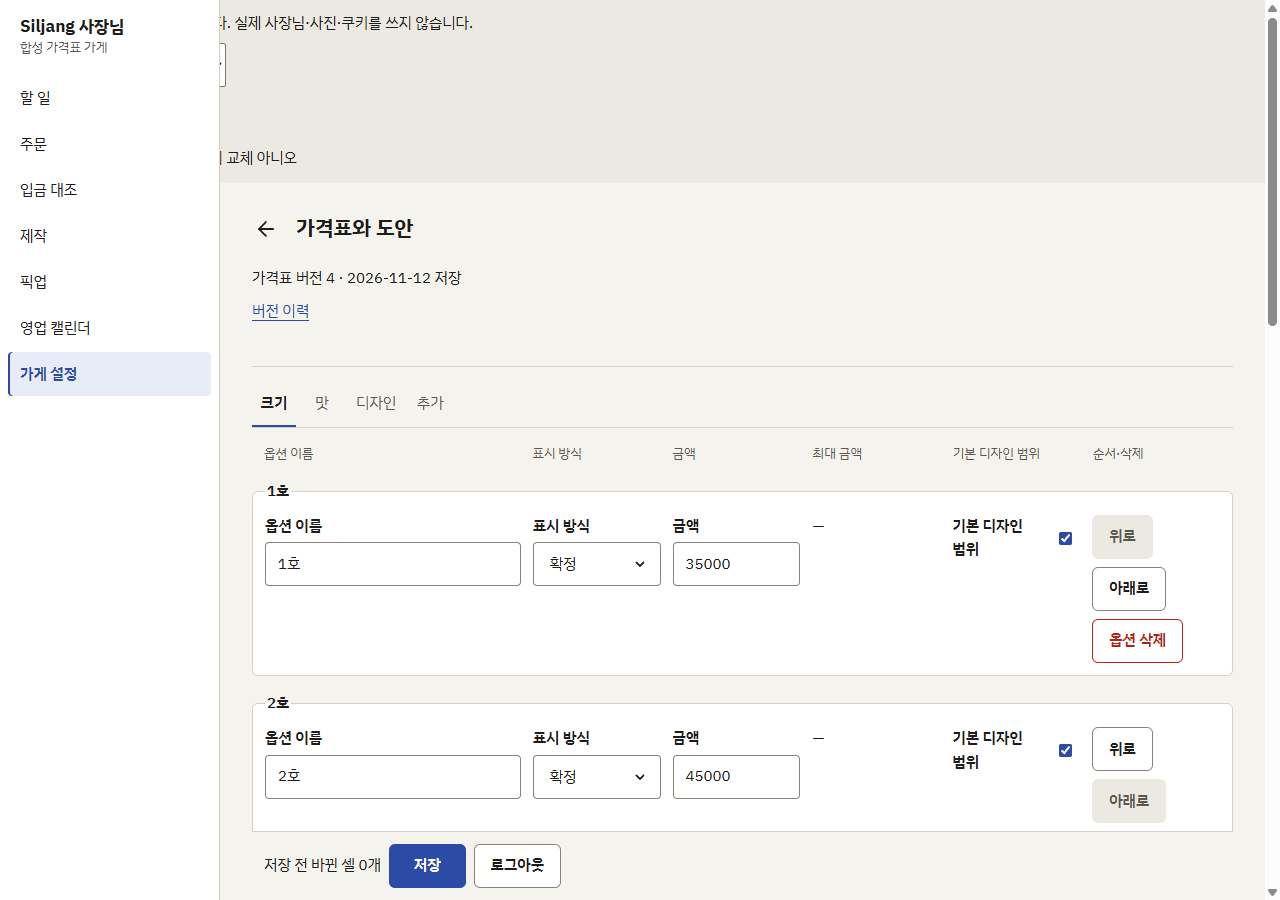 Siljang 사장님
합성 가격표 가게
할 일
주문
입금 대조
제작
픽업
영업 캘린더
가게 설정
실제 사장님·사진·쿠키를 쓰지 않습니다.
교체 아니오
가격표와 도안
가격표 버전 4 · 2026-11-12 저장
버전 이력
크기 맛 디자인 추가
옵션 이름 표시 방식 금액 최대 금액 기본 디자인 범위 순서·삭제
1호
옵션 이름 표시 방식 금액 — 기본 디자인 범위
1호 확정 35000
위로
아래로
옵션 삭제
2호
옵션 이름 표시 방식 금액 — 기본 디자인 범위
2호 확정 45000
위로
아래로
저장 전 바뀐 셀 0개 저장 로그아웃